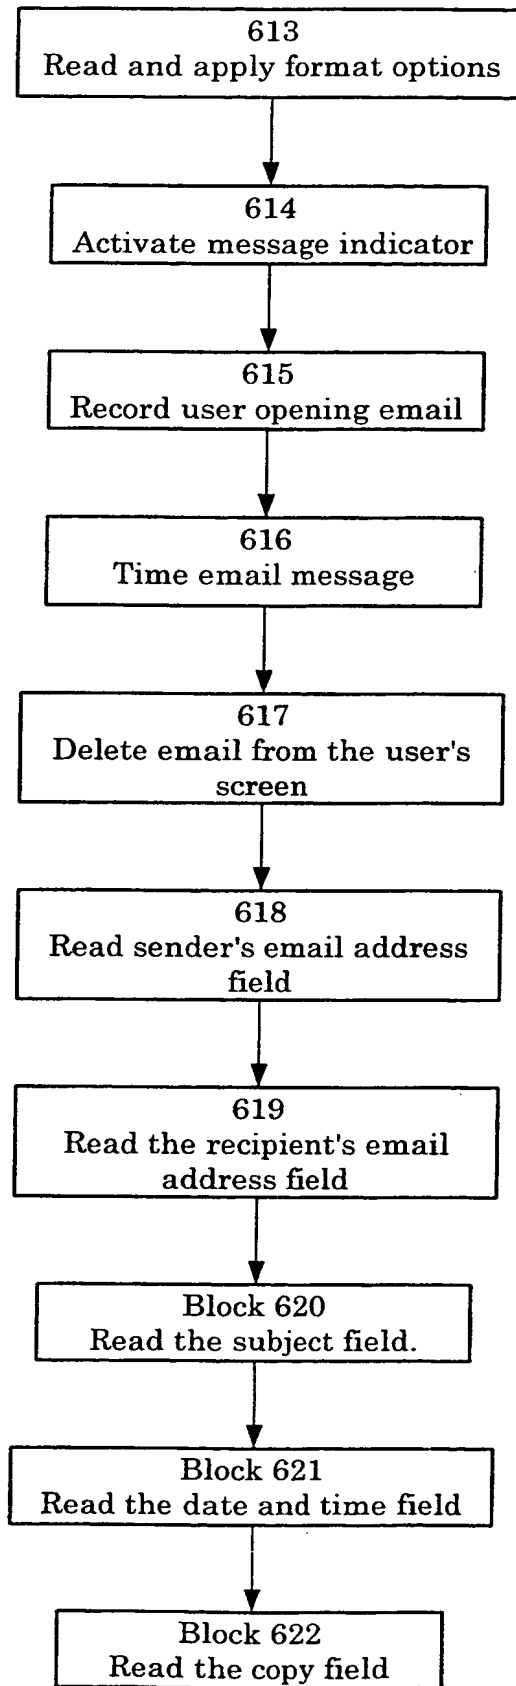 613
Read and apply format options
614
Activate message indicator
615
Record user opening email
616
Time email message
617
Delete email from the user's
screen
618
Read sender's email address
field
619
Read the recipient's email
address field
Block 620
Read the subject field.
Block 621
Read the date and time field
Block 622
Read the copy field